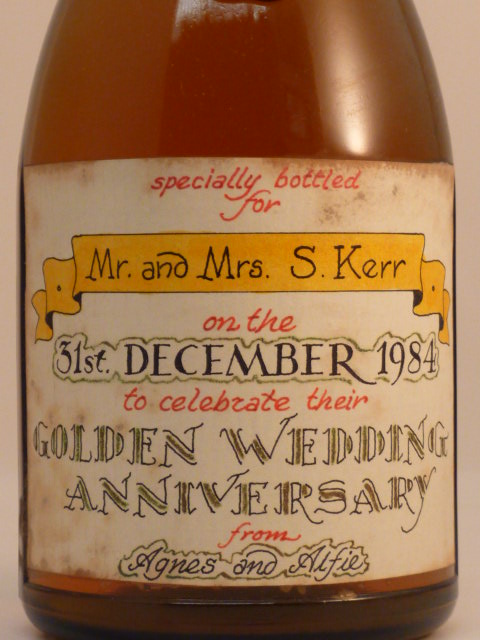 specially bottled
for
Mr. and Mrs. S. Kerr
on the
31st. DECEMBER 1984
to celebrate their
GOLDEN WEDDING
ANNIVERSARY
from
Agnes and Alfie